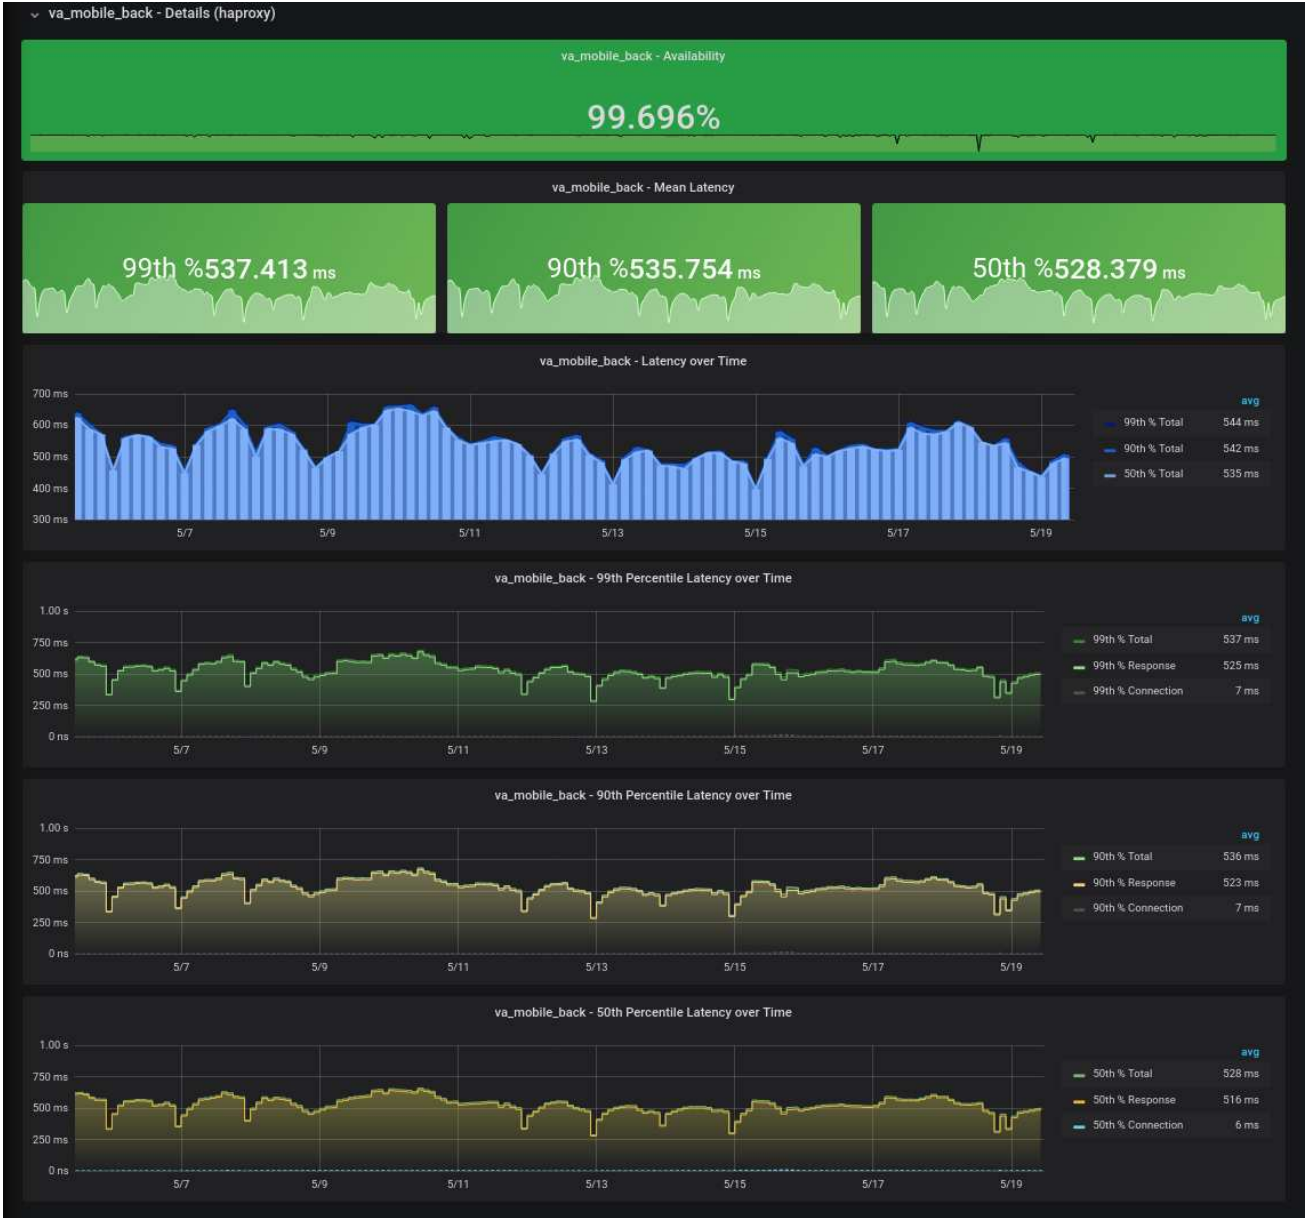 va_mobile_back - Details (haproxy)
va_mobile_back - Availability
99.696%
va_mobile_back - Mean Latency
99th %537.413 ms
90th %535.754 ms
50th %528.379 ms
va_mobile_back - Latency over Time
700 ms
600 ms
500 ms
400 ms
300 ms
5/7 5/9 5/11 5/13 5/15 5/17 5/19
avg
99th % Total 544 ms
90th % Total 542 ms
50th % Total 535 ms
va_mobile_back - 99th Percentile Latency over Time
1.00 s
750 ms
500 ms
250 ms
0 ns
5/7 5/9 5/11 5/13 5/15 5/17 5/19
avg
99th % Total 537 ms
99th % Response 525 ms
99th % Connection 7 ms
va_mobile_back - 90th Percentile Latency over Time
1.00 s
750 ms
500 ms
250 ms
0 ns
5/7 5/9 5/11 5/13 5/15 5/17 5/19
avg
90th % Total 536 ms
90th % Response 523 ms
90th % Connection 7 ms
va_mobile_back - 50th Percentile Latency over Time
1.00 s
750 ms
500 ms
250 ms
0 ns
5/7 5/9 5/11 5/13 5/15 5/17 5/19
avg
50th % Total 528 ms
50th % Response 516 ms
50th % Connection 6 ms